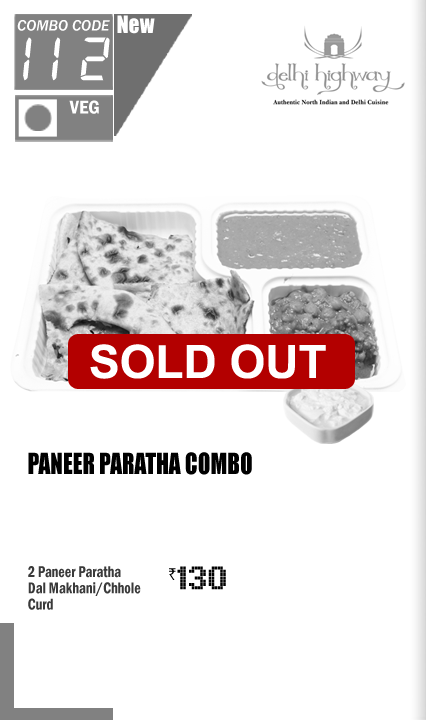 COMBO CODE
New
112
VEG
delhi highway
Authentic North Indian and Delhi Cuisine
SOLD OUT
PANEER PARATHA COMBO
2 Paneer Paratha
₹130
Dal Makhani/Chhole
Curd